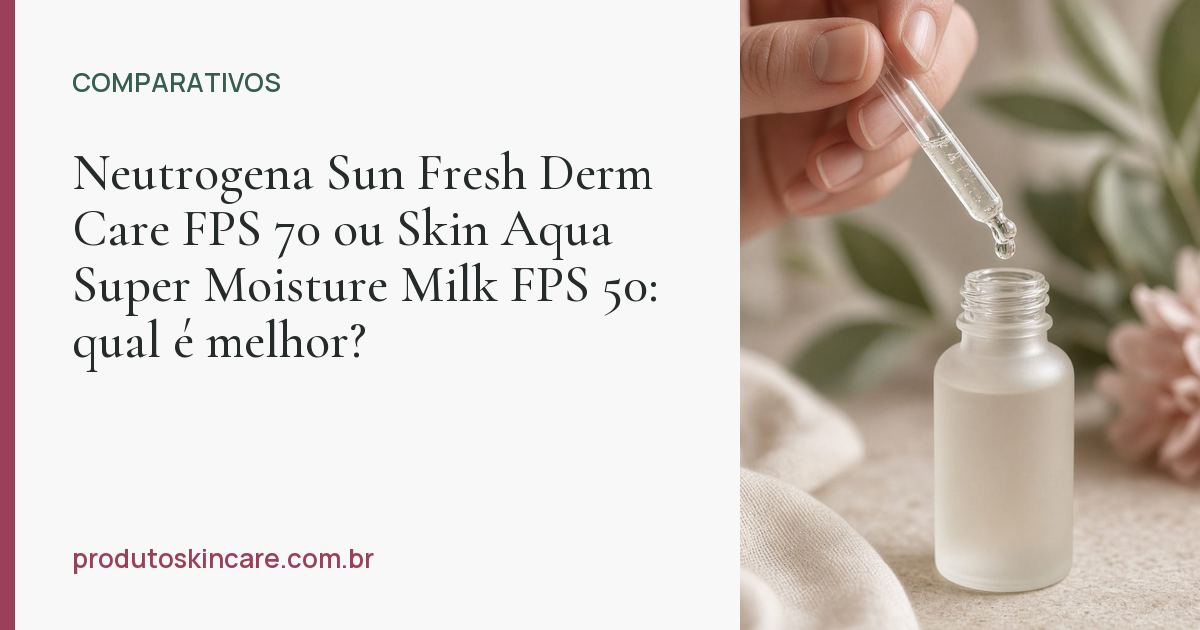 COMPARATIVOS
Neutrogena Sun Fresh Derm
Care FPS 70 ou Skin Aqua
Super Moisture Milk FPS 50:
qual é melhor?
produtoskincare.com.br